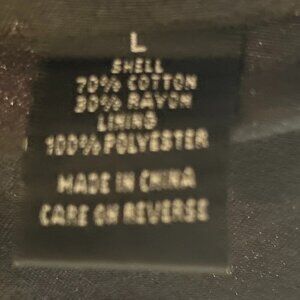 L
SHELL
70% COTTON
30% RAYON
LINING
100% POLYESTER
MADE IN CHINA
CARE ON REVERSE